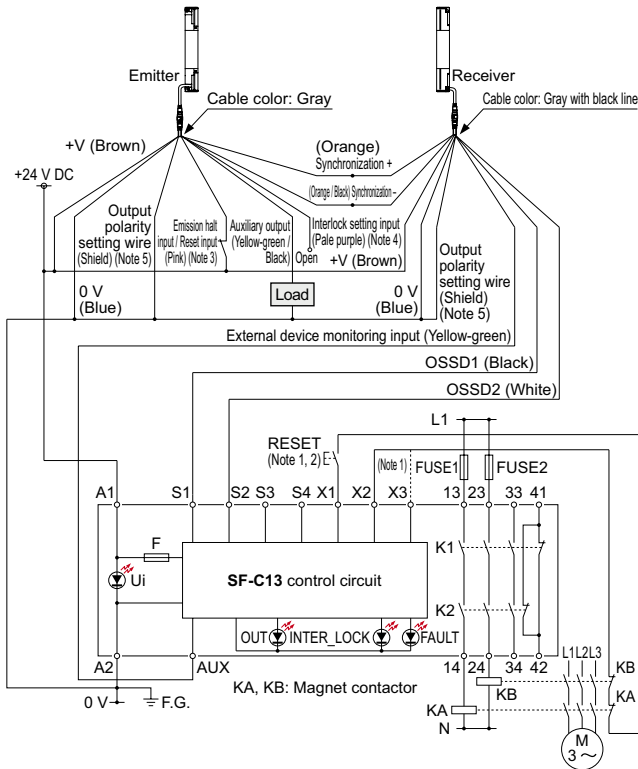 Emitter
Receiver
Cable color: Gray
Cable color: Gray with black line
+V (Brown)
(Orange)
Synchronization +
+24 V DC
(Orange / Black) Synchronization –
Output
polarity
setting wire
(Shield) (Note 5)
Emission halt
input / Reset input
(Pink) (Note 3)
Auxiliary output
(Yellow-green /
Black)
Interlock setting input
(Pale purple) (Note 4)
Open
+V (Brown)
Output
polarity
setting wire
(Shield)
(Note 5)
0 V
(Blue)
Load
0 V
(Blue)
External device monitoring input (Yellow-green)
OSSD1 (Black)
OSSD2 (White)
L1
RESET
(Note 1, 2)
(Note 1)
FUSE1
FUSE2
A1 S1 S2 S3 S4 X1 X2 X3 13 23 33 41
F
K1
Ui
SF-C13 control circuit
K2
OUT INTER_LOCK FAULT
A2 AUX 14 24 34 42
L1 L2 L3
KA, KB: Magnet contactor
KB
KB
KA
KA
0 V
F.G.
N
M
3 ~